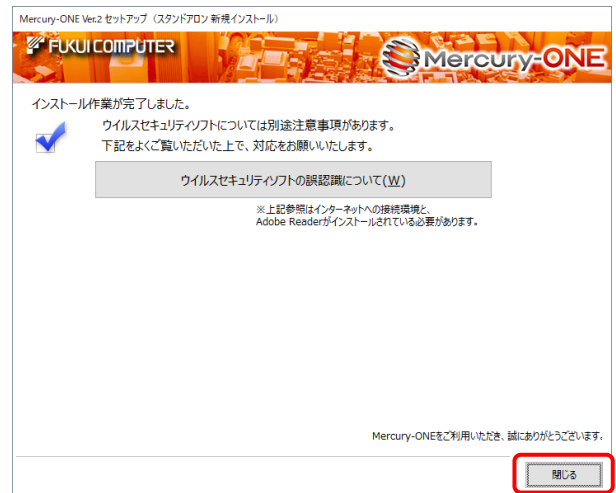 Mercury-ONE Ver.2 セットアップ（スタンドアロン 新規インストール）
FUKUI COMPUTER
Mercury-ONE
インストール作業が完了しました。
ウイルスセキュリティソフトについては別途注意事項があります。
下記をよくご覧いただいた上で、対応をお願いいたします。
ウイルスセキュリティソフトの誤認識について(W)
※上記参照はインターネットへの接続環境と、
Adobe Readerがインストールされている必要があります。
Mercury-ONEをご利用いただき、誠にありがとうございます。
閉じる